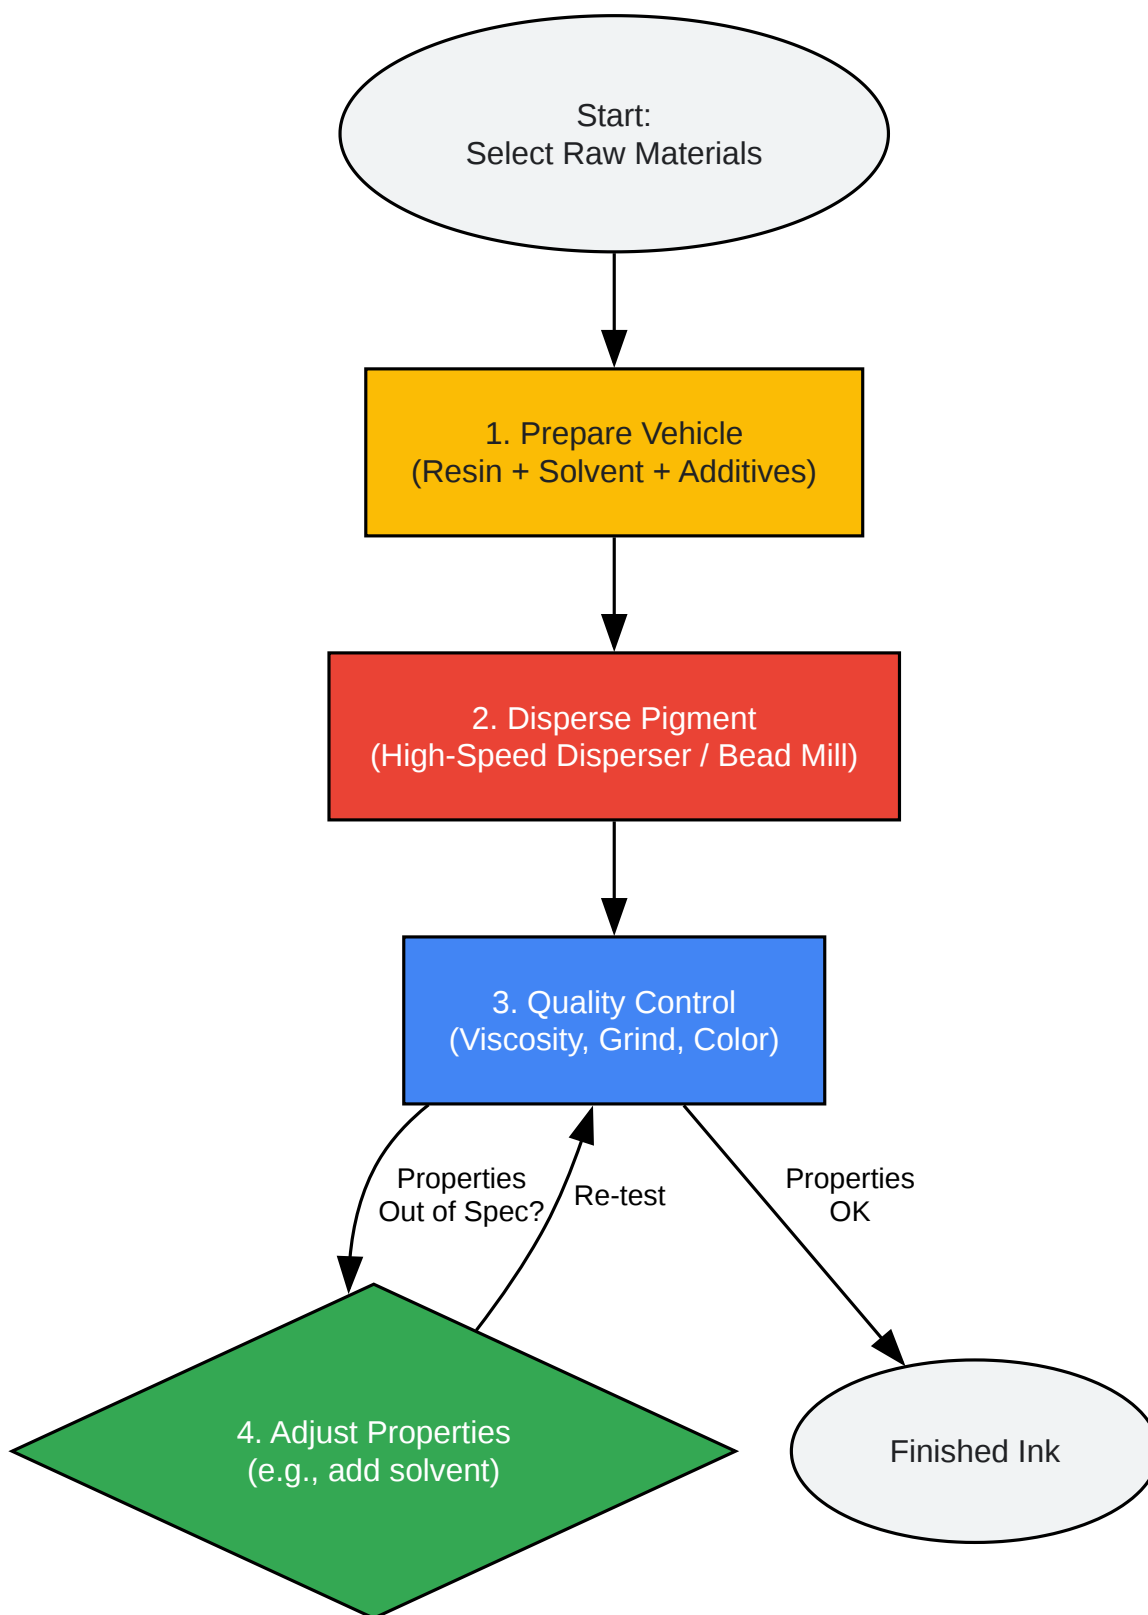 Start:
Select Raw Materials
1. Prepare Vehicle
(Resin + Solvent + Additives)
2. Disperse Pigment
(High-Speed Disperser / Bead Mill)
3. Quality Control
(Viscosity, Grind, Color)
Properties
Out of Spec?
Re-test
Properties
OK
4. Adjust Properties
(e.g., add solvent)
Finished Ink